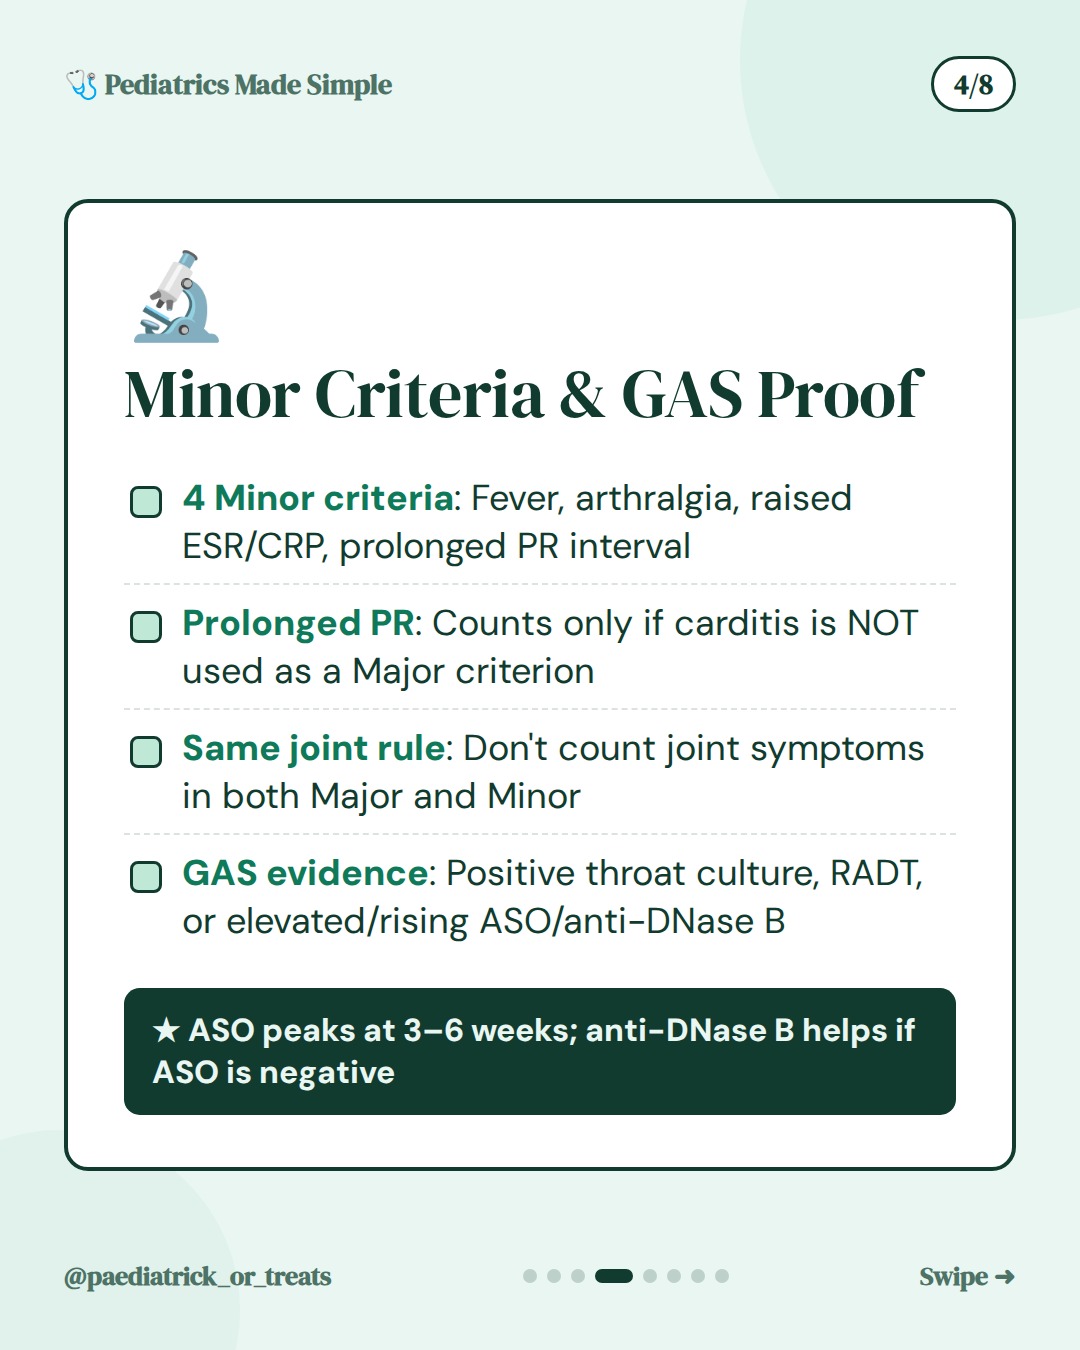 🩺 Pediatrics Made Simple
4/8
Minor Criteria & GAS Proof
4 Minor criteria: Fever, arthralgia, raised
ESR/CRP, prolonged PR interval
Prolonged PR: Counts only if carditis is NOT
used as a Major criterion
Same joint rule: Don't count joint symptoms
in both Major and Minor
GAS evidence: Positive throat culture, RADT,
or elevated/rising ASO/anti-DNase B
★ ASO peaks at 3–6 weeks; anti-DNase B helps if
ASO is negative
@paediatrick_or_treats
Swipe ➜